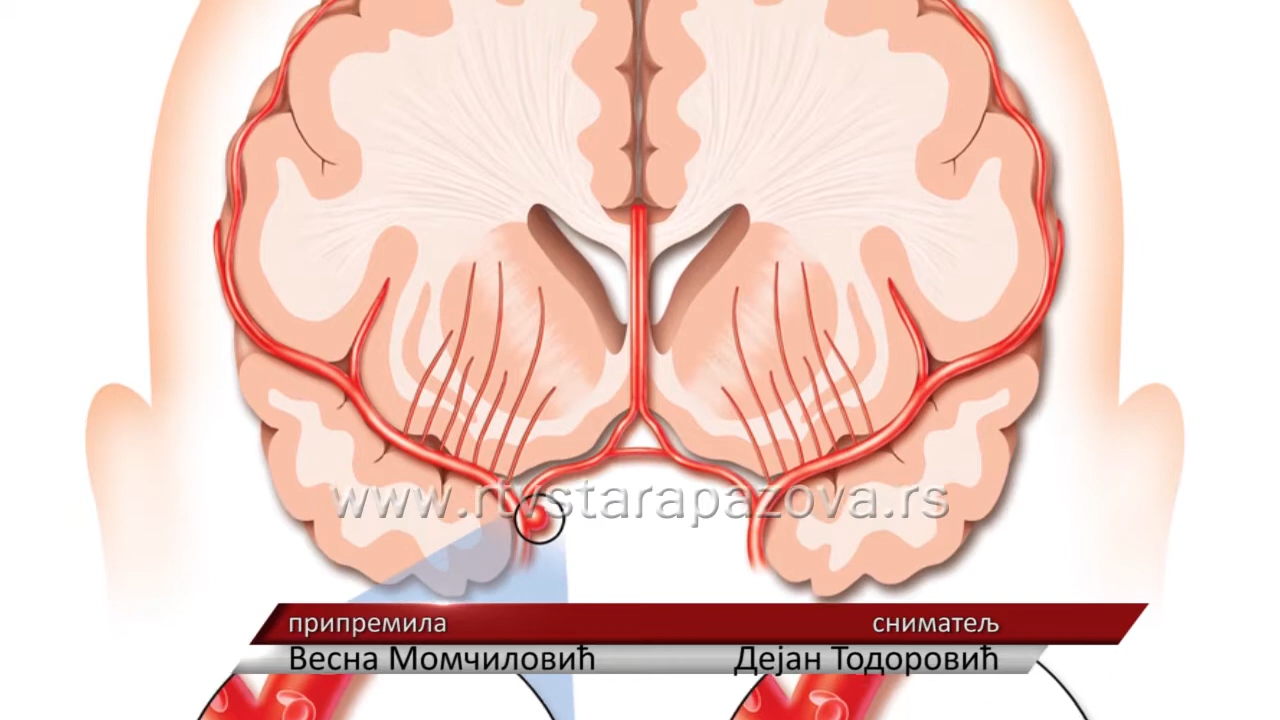 www.rtvstarapazova.rs
припремила сниматељ
Весна Момчиловић Дејан Тодоровић